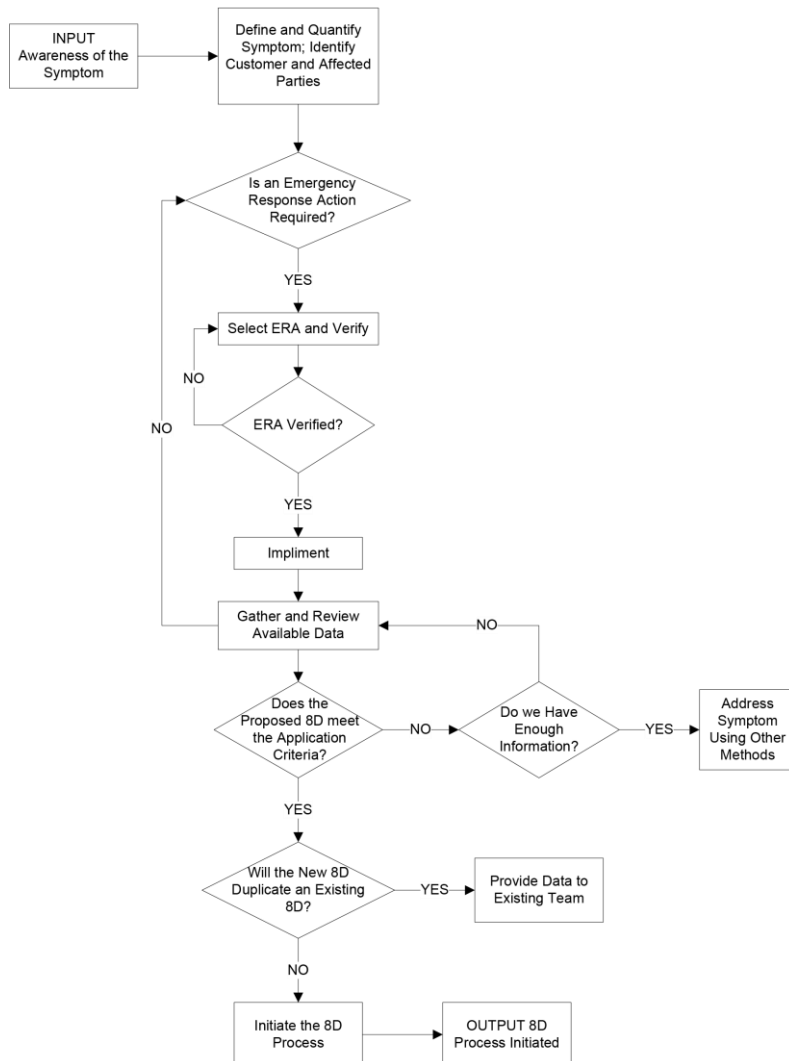 INPUT
Awareness of the
Symptom
Define and Quantify
Symptom; Identify
Customer and Affected
Parties
Is an Emergency
Response Action
Required?
YES
Select ERA and Verify
NO
ERA Verified?
NO
YES
Impliment
Gather and Review
Available Data
NO
Does the
Proposed 8D meet
the Application
Criteria?
NO
Do we Have
Enough
Information?
YES
Address
Symptom
Using Other
Methods
YES
Will the New 8D
Duplicate an Existing
8D?
YES
Provide Data to
Existing Team
NO
Initiate the 8D
Process
OUTPUT 8D
Process Initiated